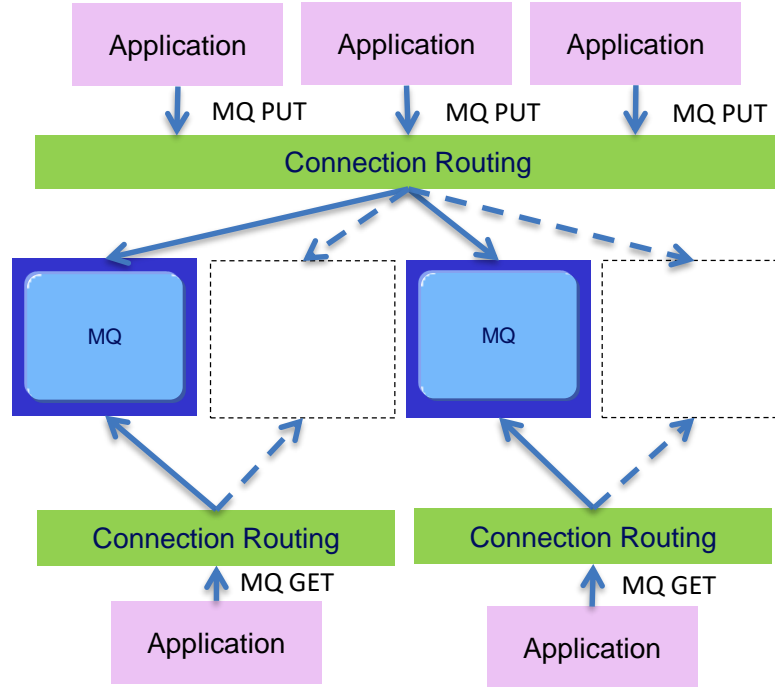 Application
Application
Application
MQ PUT
MQ PUT
MQ PUT
Connection Routing
MQ
MQ
Connection Routing
Connection Routing
MQ GET
MQ GET
Application
Application